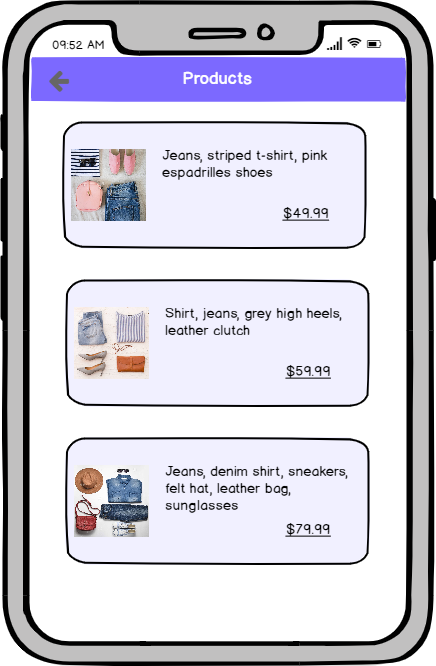 09:52 AM
Products
Jeans, striped t-shirt, pink
espadrilles shoes
$49.99
Shirt, jeans, grey high heels,
leather clutch
$59.99
Jeans, denim shirt, sneakers,
felt hat, leather bag,
sunglasses
$79.99